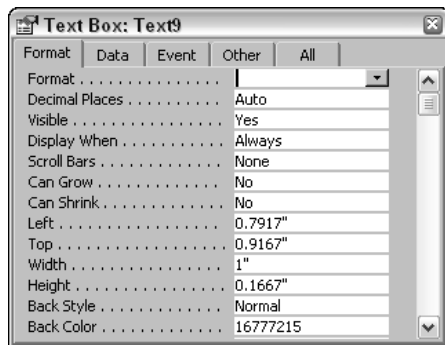 Text Box: Text9
Format Data Event Other All
Format . . . . . . . . . . . . . . .
Decimal Places . . . . . . . . . Auto
Visible . . . . . . . . . . . . . . . . Yes
Display When . . . . . . . . . . Always
Scroll Bars . . . . . . . . . . . . . None
Can Grow . . . . . . . . . . . . . No
Can Shrink . . . . . . . . . . . . . No
Left . . . . . . . . . . . . . . . . . . 0.7917"
Top . . . . . . . . . . . . . . . . . . 0.9167"
Width . . . . . . . . . . . . . . . . 1"
Height . . . . . . . . . . . . . . . . 0.1667"
Back Style . . . . . . . . . . . . . Normal
Back Color . . . . . . . . . . . . . 16777215